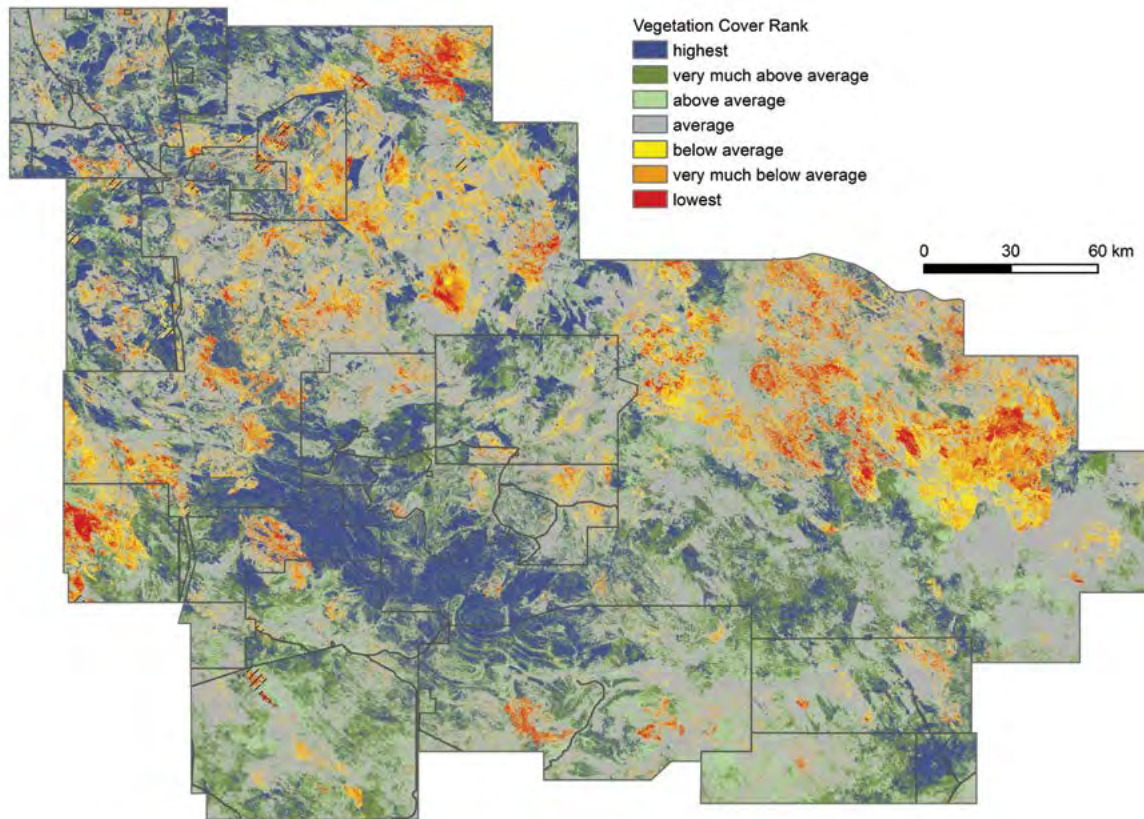 Vegetation Cover Rank
highest
very much above average
above average
average
below average
very much below average
lowest
0 30 60 km